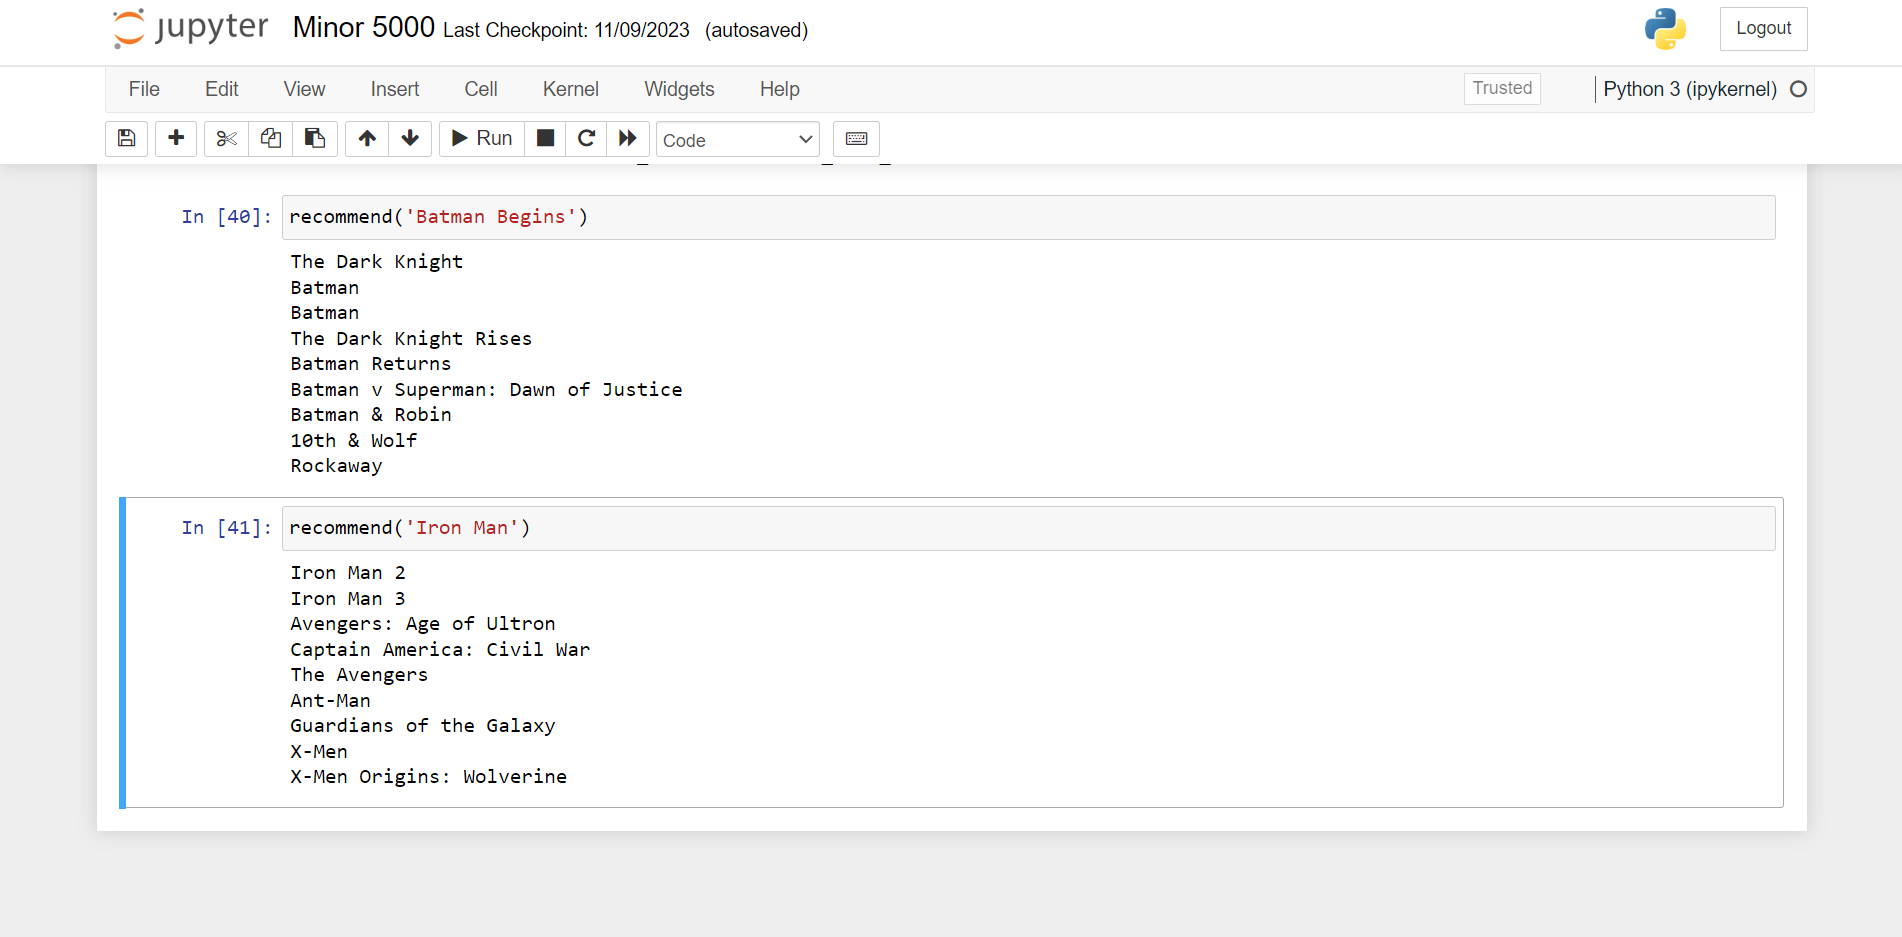 jupyter Minor 5000 Last Checkpoint: 11/09/2023 (autosaved) Logout
File Edit View Insert Cell Kernel Widgets Help Trusted Python 3 (ipykernel)
Run Code
In [40]: recommend('Batman Begins')
The Dark Knight
Batman
Batman
The Dark Knight Rises
Batman Returns
Batman v Superman: Dawn of Justice
Batman & Robin
10th & Wolf
Rockaway
In [41]: recommend('Iron Man')
Iron Man 2
Iron Man 3
Avengers: Age of Ultron
Captain America: Civil War
The Avengers
Ant-Man
Guardians of the Galaxy
X-Men
X-Men Origins: Wolverine